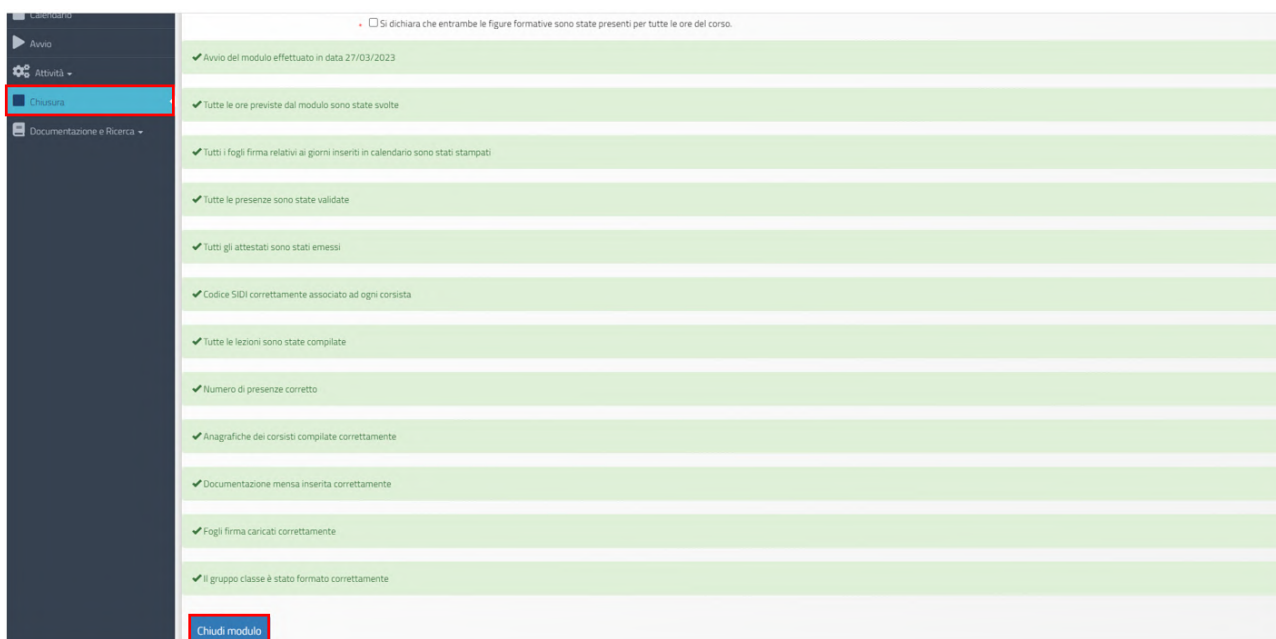 Calendario
Avvio
Attività
Chiusura
Documentazione e Ricerca
* Si dichiara che entrambe le figure formative sono state presenti per tutte le ore del corso.
Avvio del modulo effettuato in data 27/03/2023
Tutte le ore previste dal modulo sono state svolte
Tutti i fogli firma relativi ai giorni inseriti in calendario sono stati stampati
Tutte le presenze sono state validate
Tutti gli attestati sono stati emessi
Codice SIDI correttamente associato ad ogni corsista
Tutte le lezioni sono state compilate
Numero di presenze corretto
Anagrafiche dei corsisti compilate correttamente
Documentazione mensa inserita correttamente
Fogli firma caricati correttamente
Il gruppo classe è stato formato correttamente
Chiudi modulo